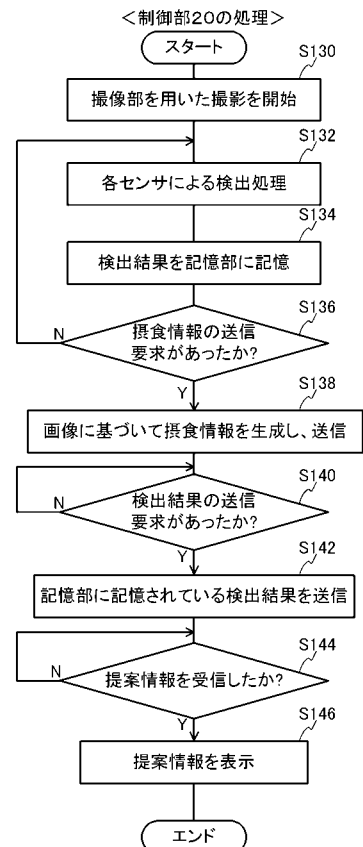 ＜制御部20の処理＞
スタート
S130
撮像部を用いた撮影を開始
S132
各センサによる検出処理
S134
検出結果を記憶部に記憶
S136
摂食情報の送信
要求があったか?
N
Y
S138
画像に基づいて摂食情報を生成し、送信
S140
検出結果の送信
要求があったか?
N
Y
S142
記憶部に記憶されている検出結果を送信
S144
提案情報を受信したか?
N
Y
S146
提案情報を表示
エンド